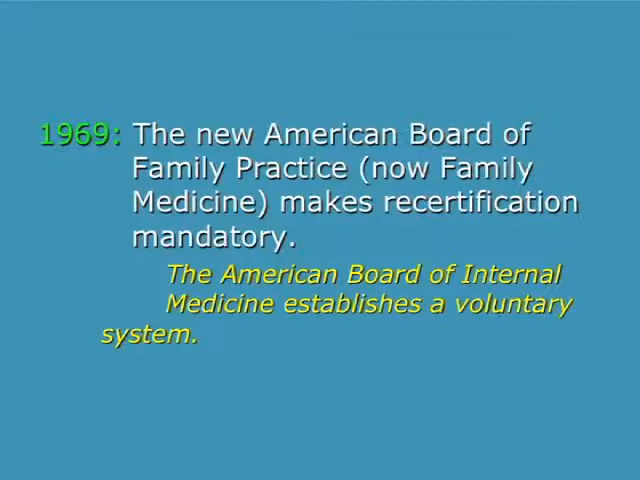 1969: The new American Board of
Family Practice (now Family
Medicine) makes recertification
mandatory.
The American Board of Internal
Medicine establishes a voluntary
system.